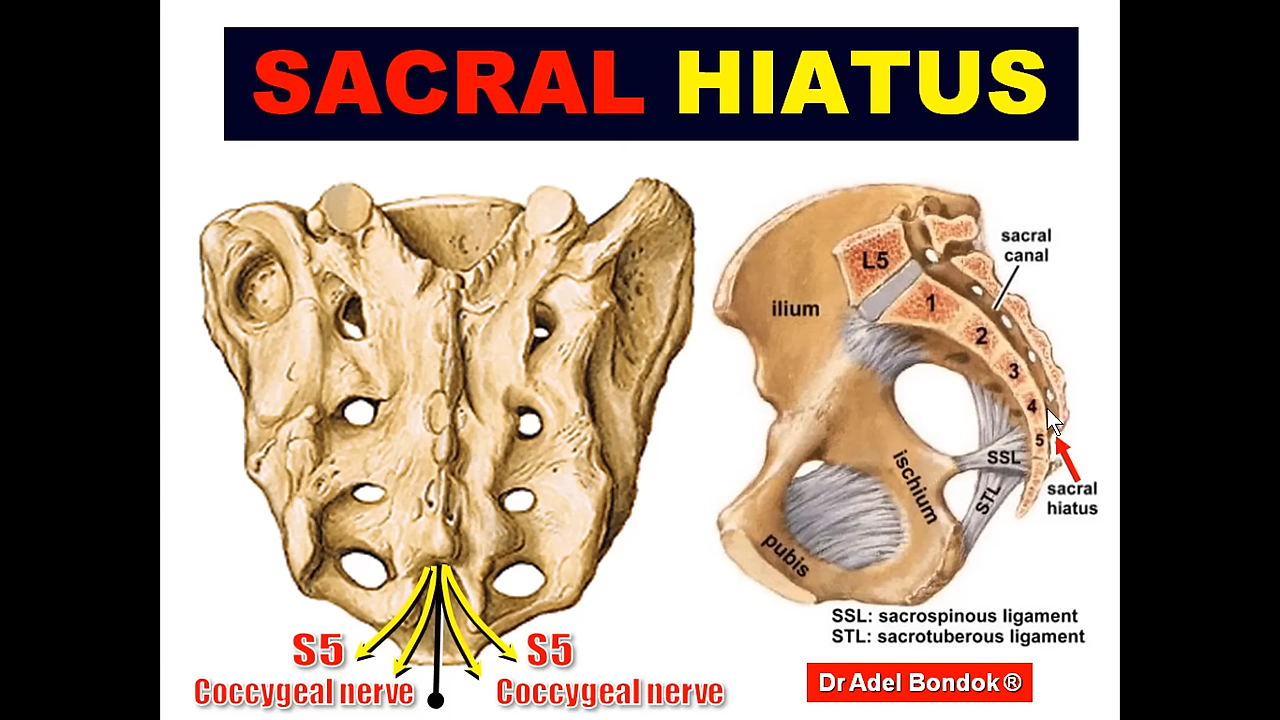 SACRAL HIATUS
sacral
canal
L5
1
ilium
2
3
4
5
SSL
ischium
STL
sacral
hiatus
pubis
SSL: sacrospinous ligament
STL: sacrotuberous ligament
S5 S5
Coccygeal nerve Coccygeal nerve
Dr Adel Bondok ®